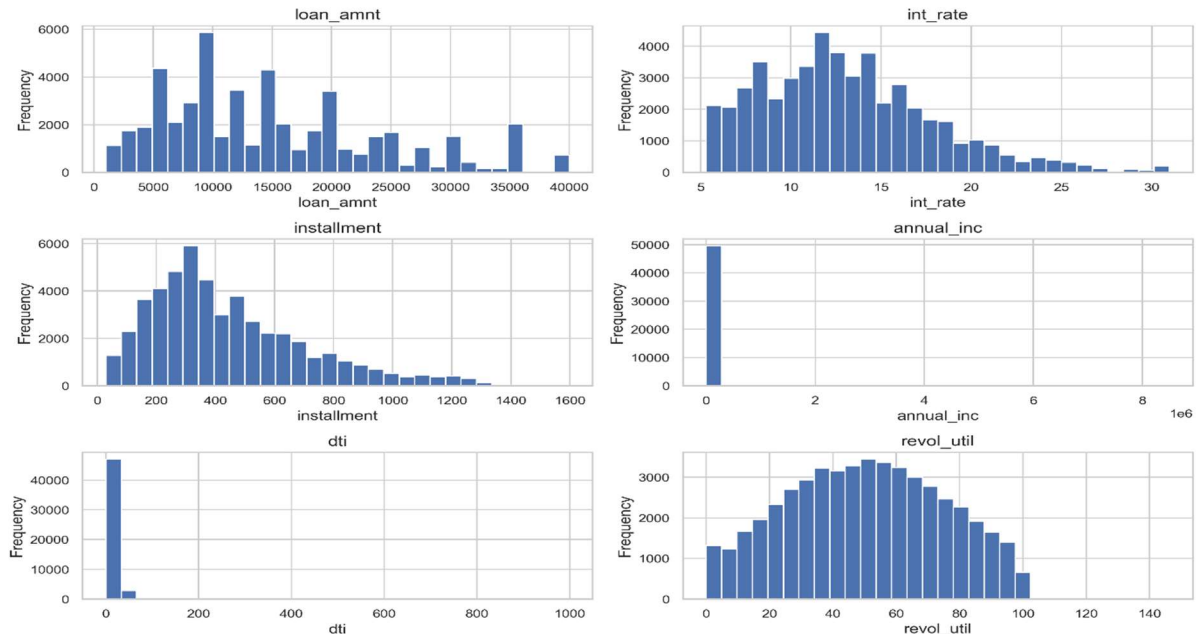 loan_amnt
6000
4000
2000
0
Frequency
0 5000 10000 15000 20000 25000 30000 35000 40000
loan_amnt
int_rate
4000
3000
2000
1000
0
Frequency
5 10 15 20 25 30
int_rate
installment
6000
4000
2000
0
Frequency
0 200 400 600 800 1000 1200 1400 1600
installment
annual_inc
50000
40000
30000
20000
10000
0
Frequency
0 2 4 6 8
1e6
annual_inc
dti
40000
30000
20000
10000
0
Frequency
0 200 400 600 800 1000
dti
revol_util
3000
2000
1000
0
Frequency
0 20 40 60 80 100 120 140
revol_util